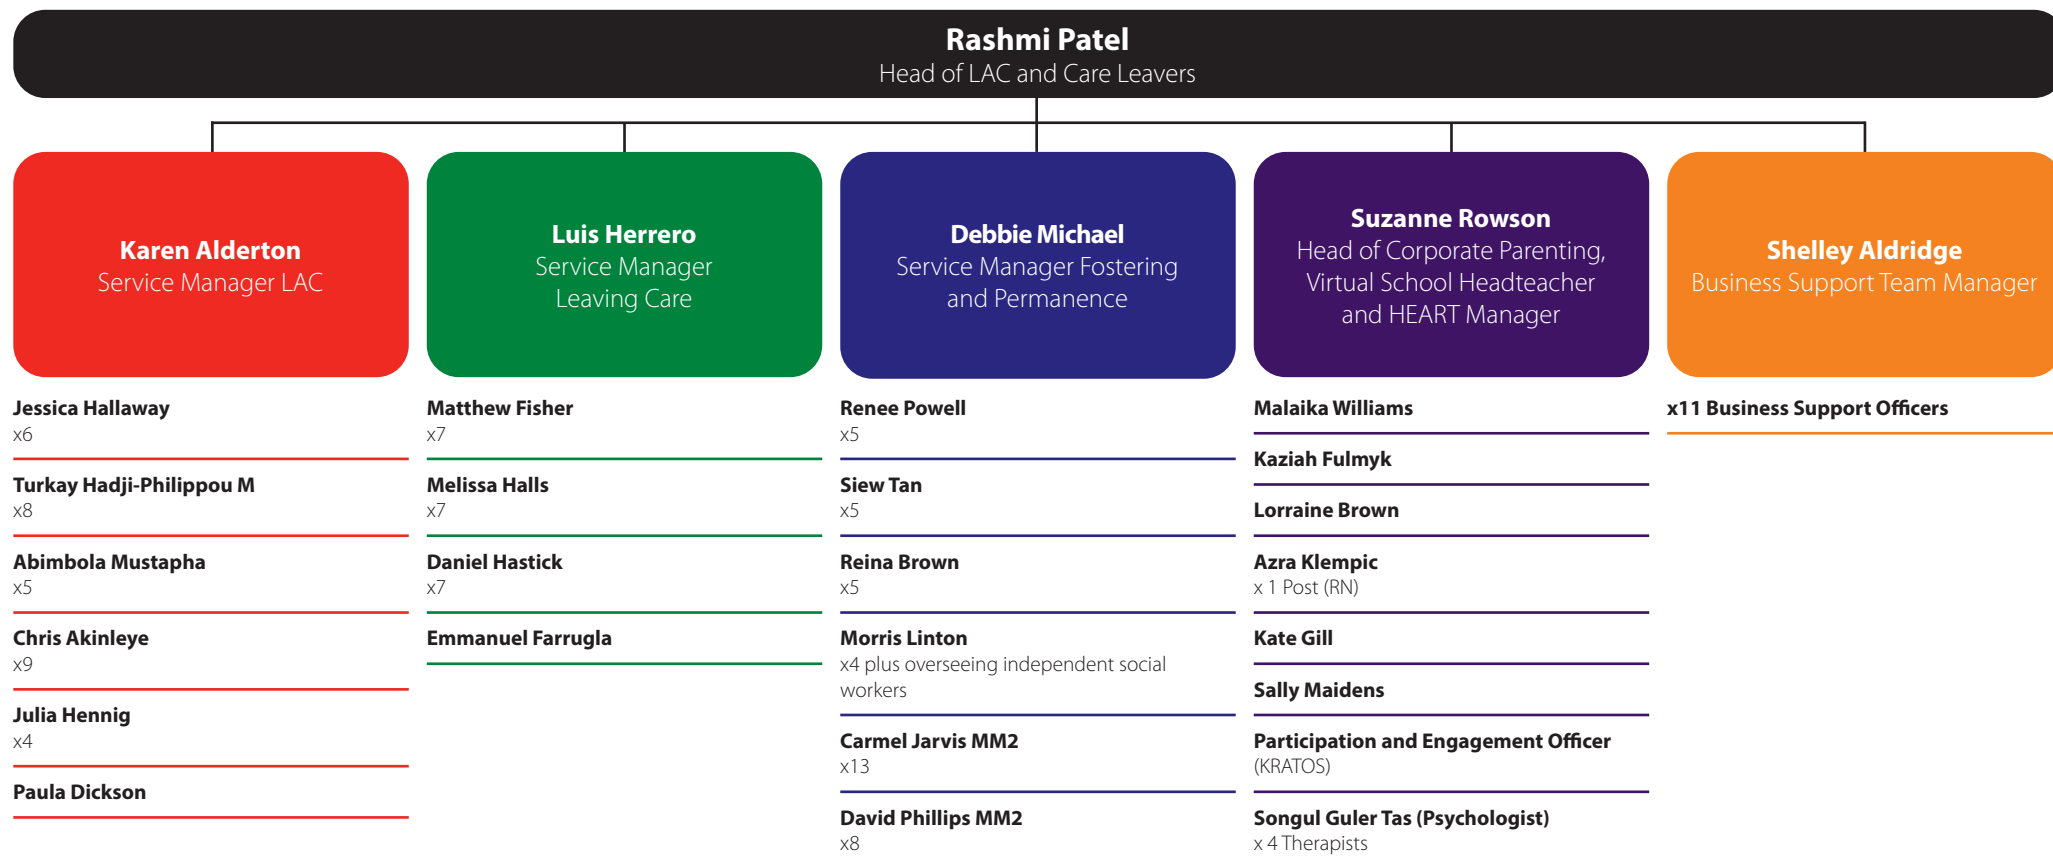 Rashmi Patel
Head of LAC and Care Leavers
Karen Alderton
Service Manager LAC
Luis Herrero
Service Manager
Leaving Care
Debbie Michael
Service Manager Fostering
and Permanence
Suzanne Rowson
Head of Corporate Parenting,
Virtual School Headteacher
and HEART Manager
Shelley Aldridge
Business Support Team Manager
Jessica Hallaway
x6
Turkay Hadji-Philippou M
x8
Abimbola Mustapha
x5
Chris Akinleye
x9
Julia Hennig
x4
Paula Dickson
Matthew Fisher
x7
Melissa Halls
x7
Daniel Hastick
x7
Emmanuel Farrugla
Renee Powell
x5
Siew Tan
x5
Reina Brown
x5
Morris Linton
x4 plus overseeing independent social
workers
Carmel Jarvis MM2
x13
David Phillips MM2
x8
Malaika Williams
Kaziah Fulmyk
Lorraine Brown
Azra Klempic
x 1 Post (RN)
Kate Gill
Sally Maidens
Participation and Engagement Officer
(KRATOS)
Songul Guler Tas (Psychologist)
x 4 Therapists
x11 Business Support Officers